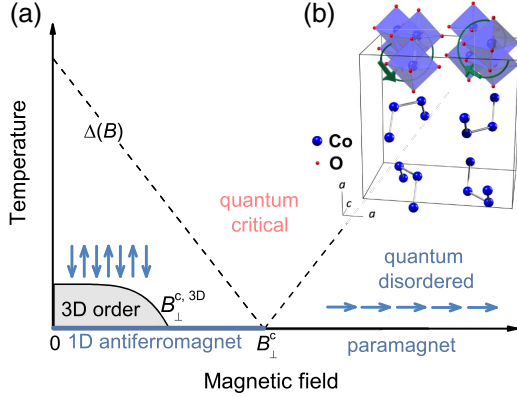 (a)
(b)
Temperature
Δ(B)
Co
O
a
c
a
quantum
critical
quantum
disordered
B⊥^c, 3D
3D order
0
1D antiferromagnet
B⊥^c
paramagnet
Magnetic field